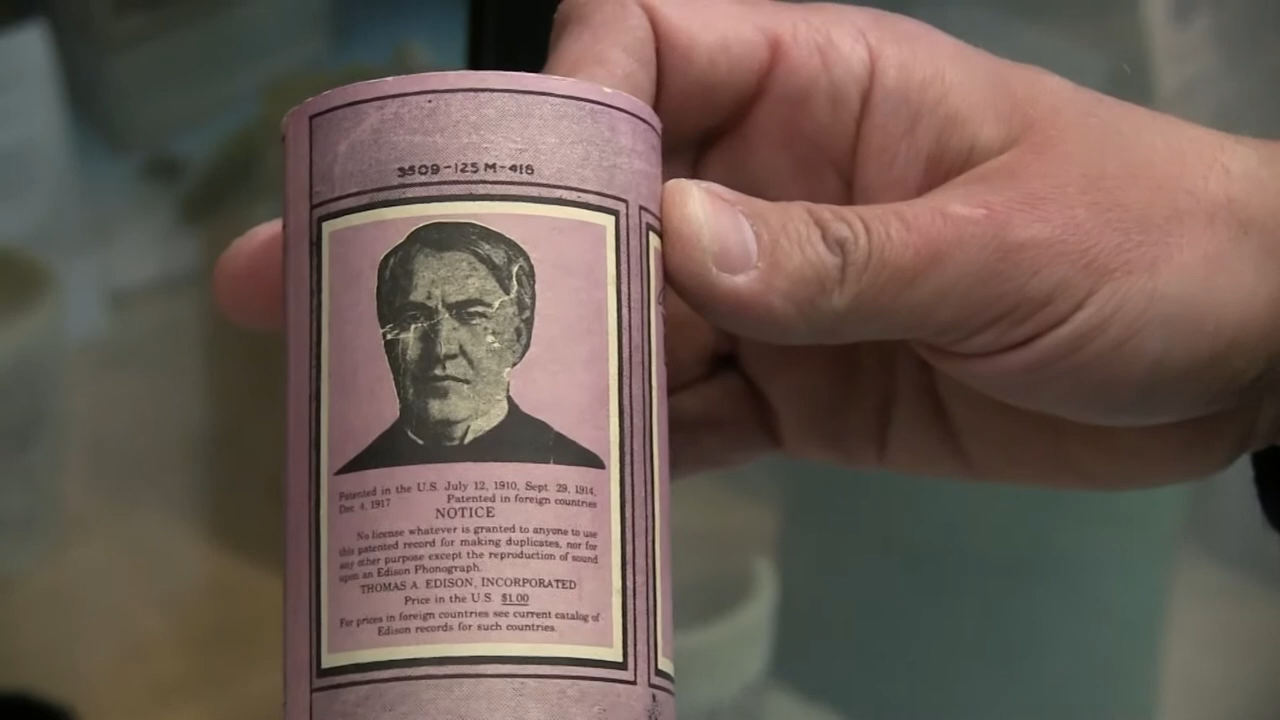 3509-125 M-418
Patented in the U.S. July 12, 1910, Sept. 29, 1914,
Dec 4, 1917 Patented in foreign countries
NOTICE
No license whatever is granted to anyone to use
this patented record for making duplicates, nor for
any other purpose except the reproduction of sound
upon an Edison Phonograph.
THOMAS A. EDISON, INCORPORATED
Price in the U.S. $1.00
For prices in foreign countries see current catalog of
Edison records for such countries.